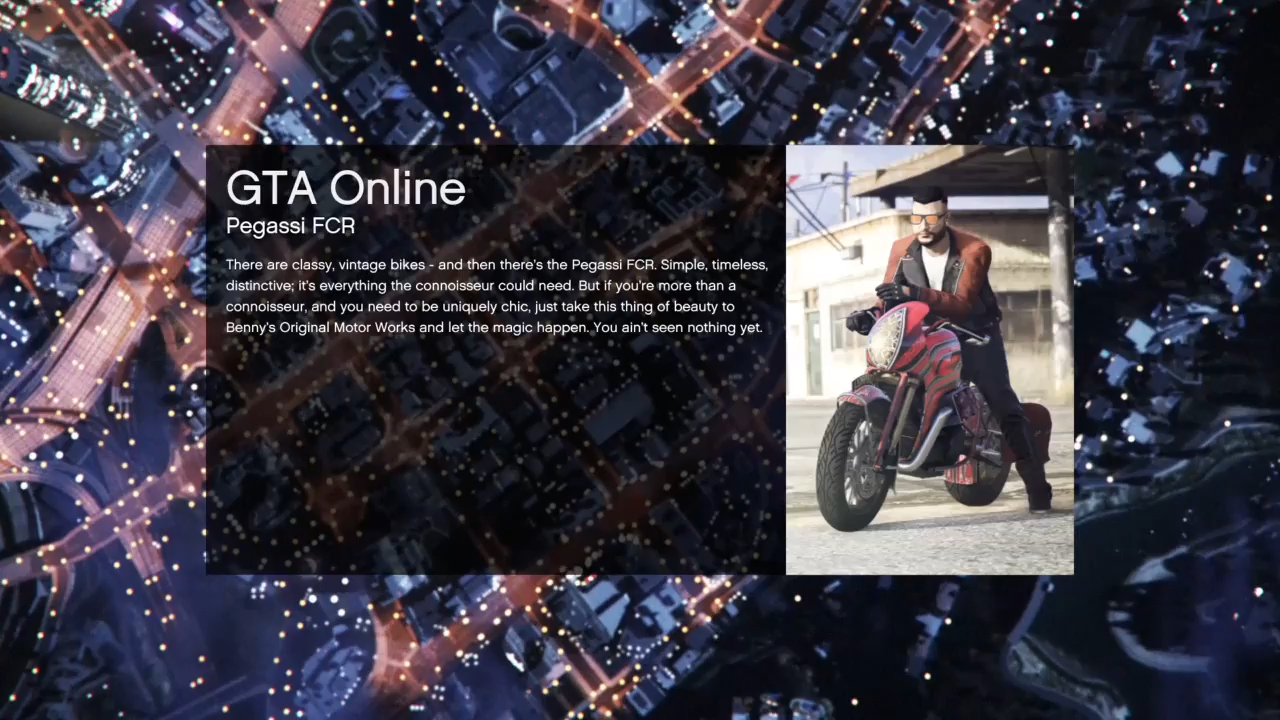 GTA Online
Pegassi FCR
There are classy, vintage bikes - and then there's the Pegassi FCR. Simple, timeless,
distinctive; it's everything the connoisseur could need. But if you're more than a
connoisseur, and you need to be uniquely chic, just take this thing of beauty to
Benny's Original Motor Works and let the magic happen. You ain't seen nothing yet.